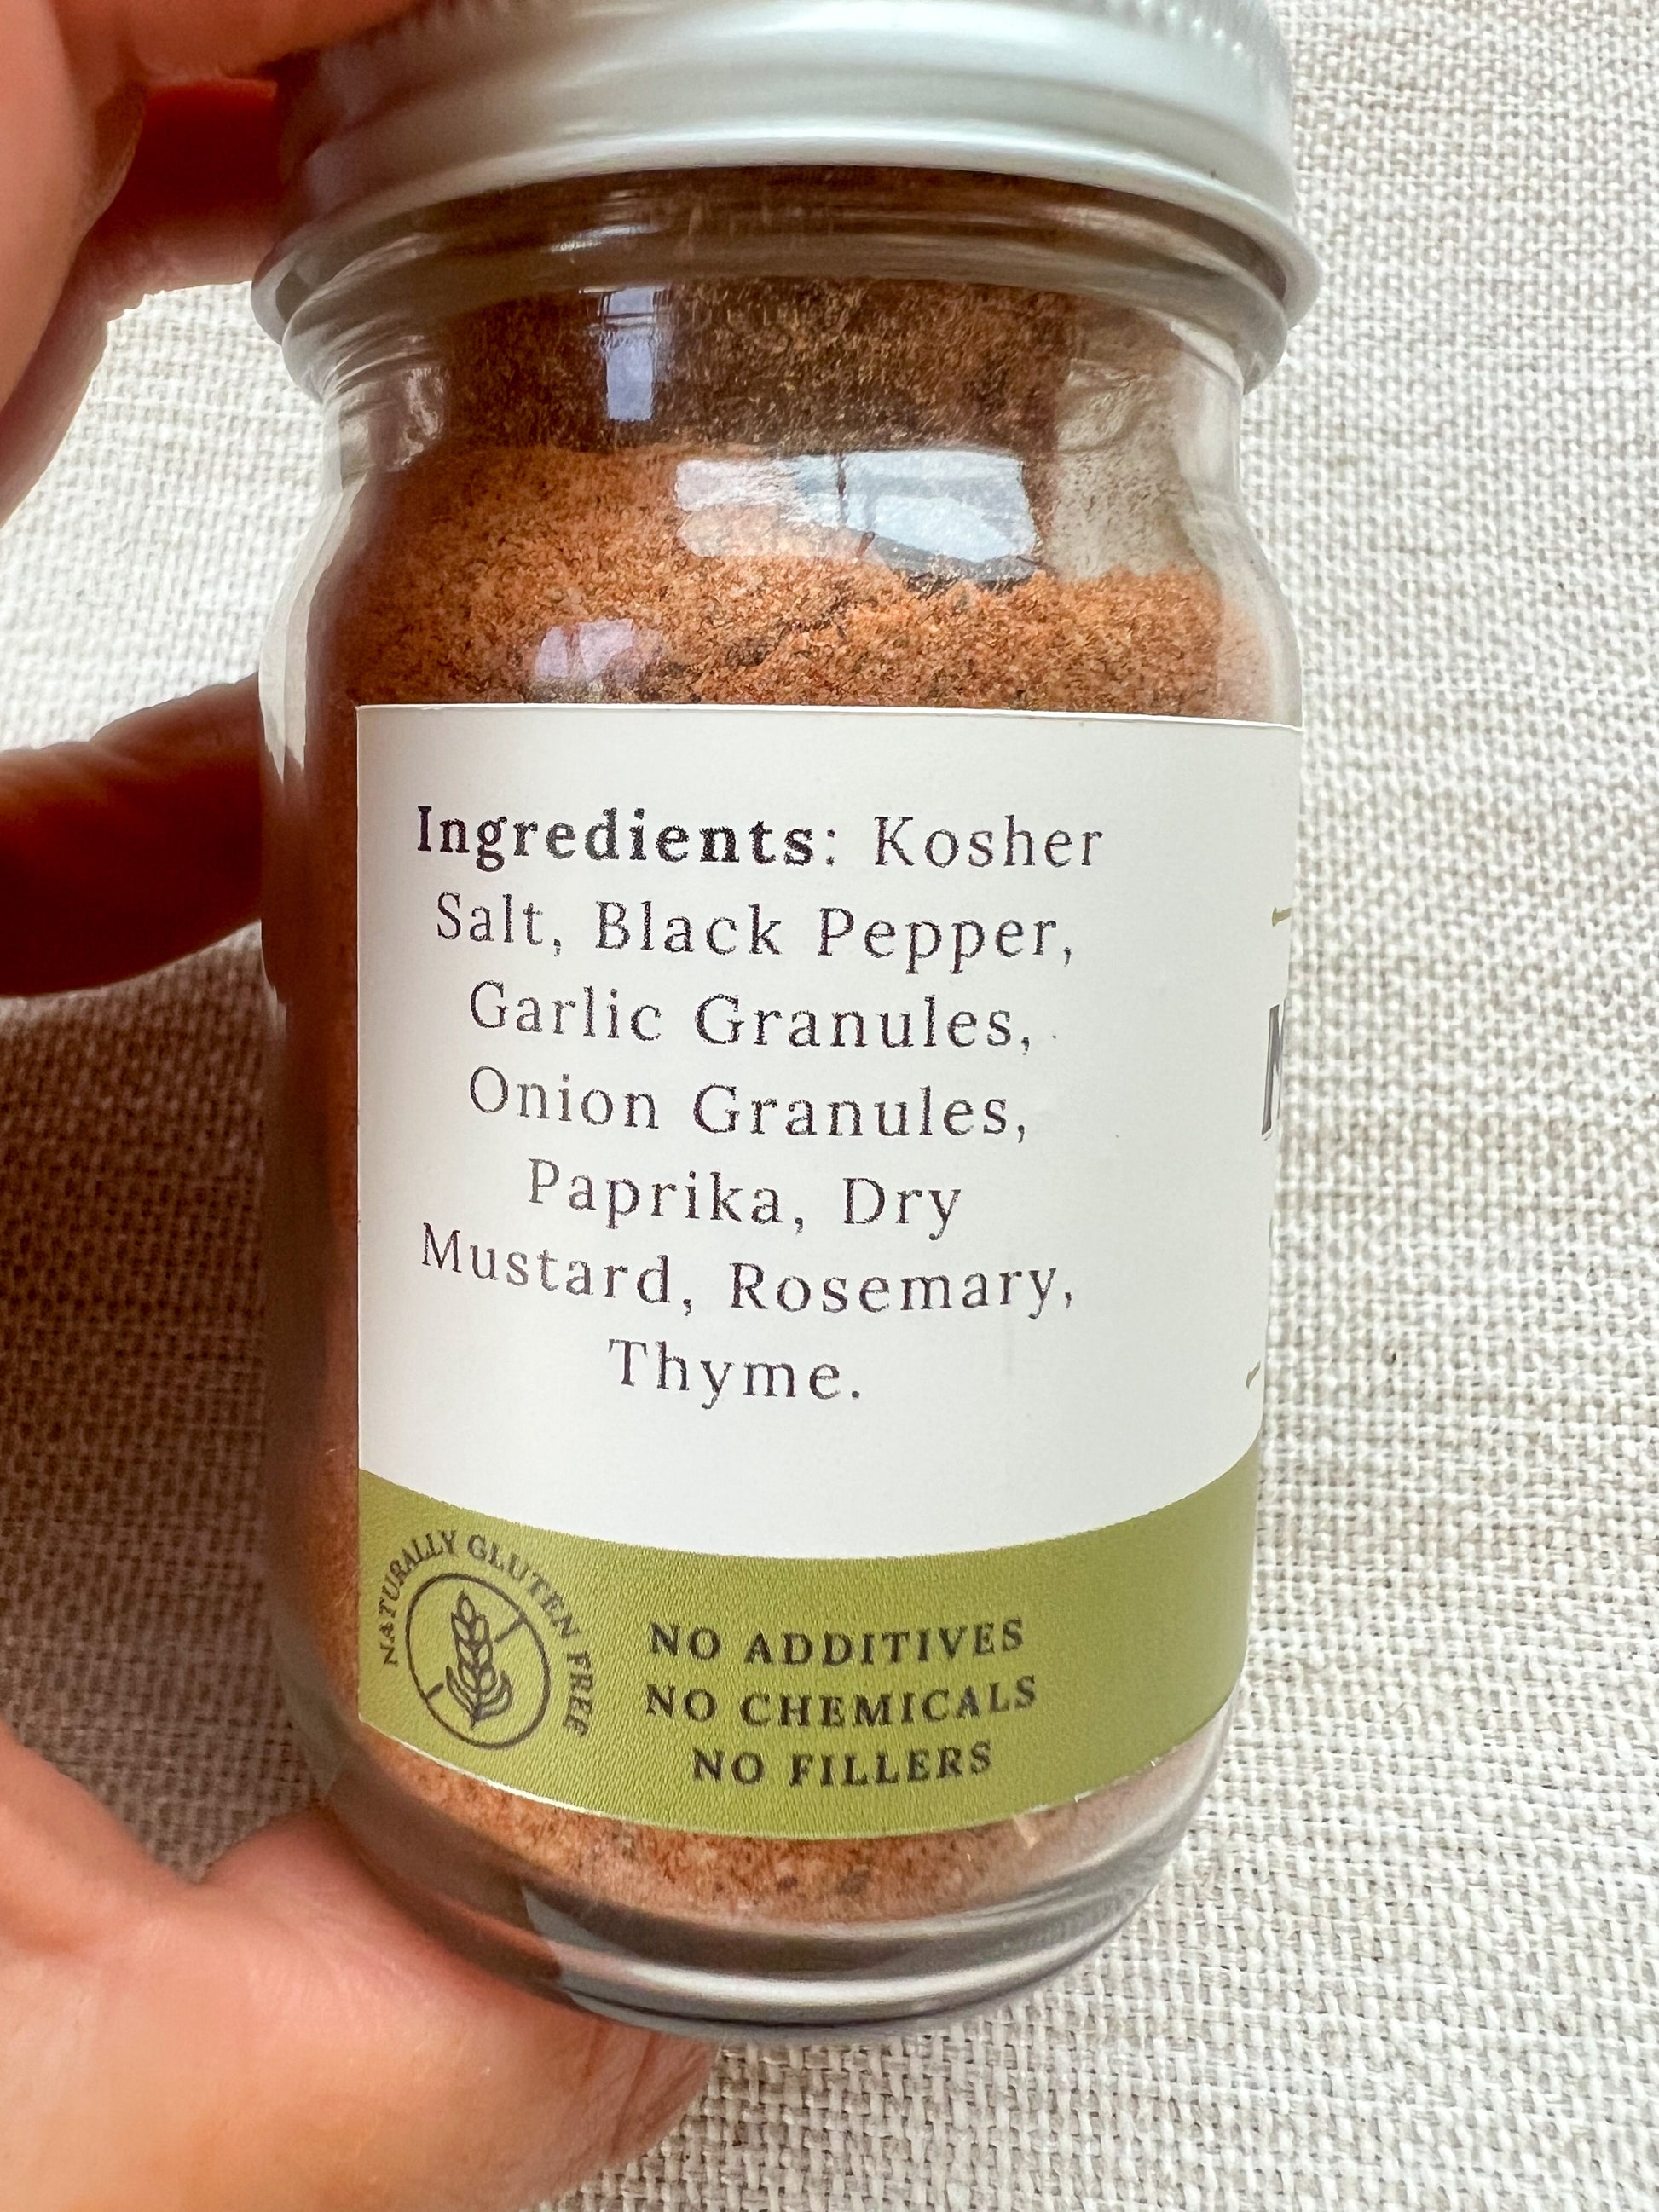 Ingredients: Kosher
Salt, Black Pepper,
Garlic Granules,
Onion Granules,
Paprika, Dry
Mustard, Rosemary,
Thyme.
NATURALLY GLUTEN FREE
NO ADDITIVES
NO CHEMICALS
NO FILLERS